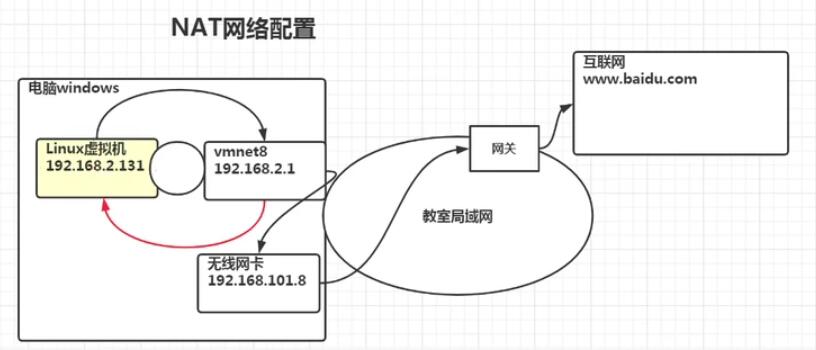 NAT网络配置
电脑windows
Linux虚拟机
192.168.2.131
vmnet8
192.168.2.1
无线网卡
192.168.101.8
教室局域网
网关
互联网
www.baidu.com